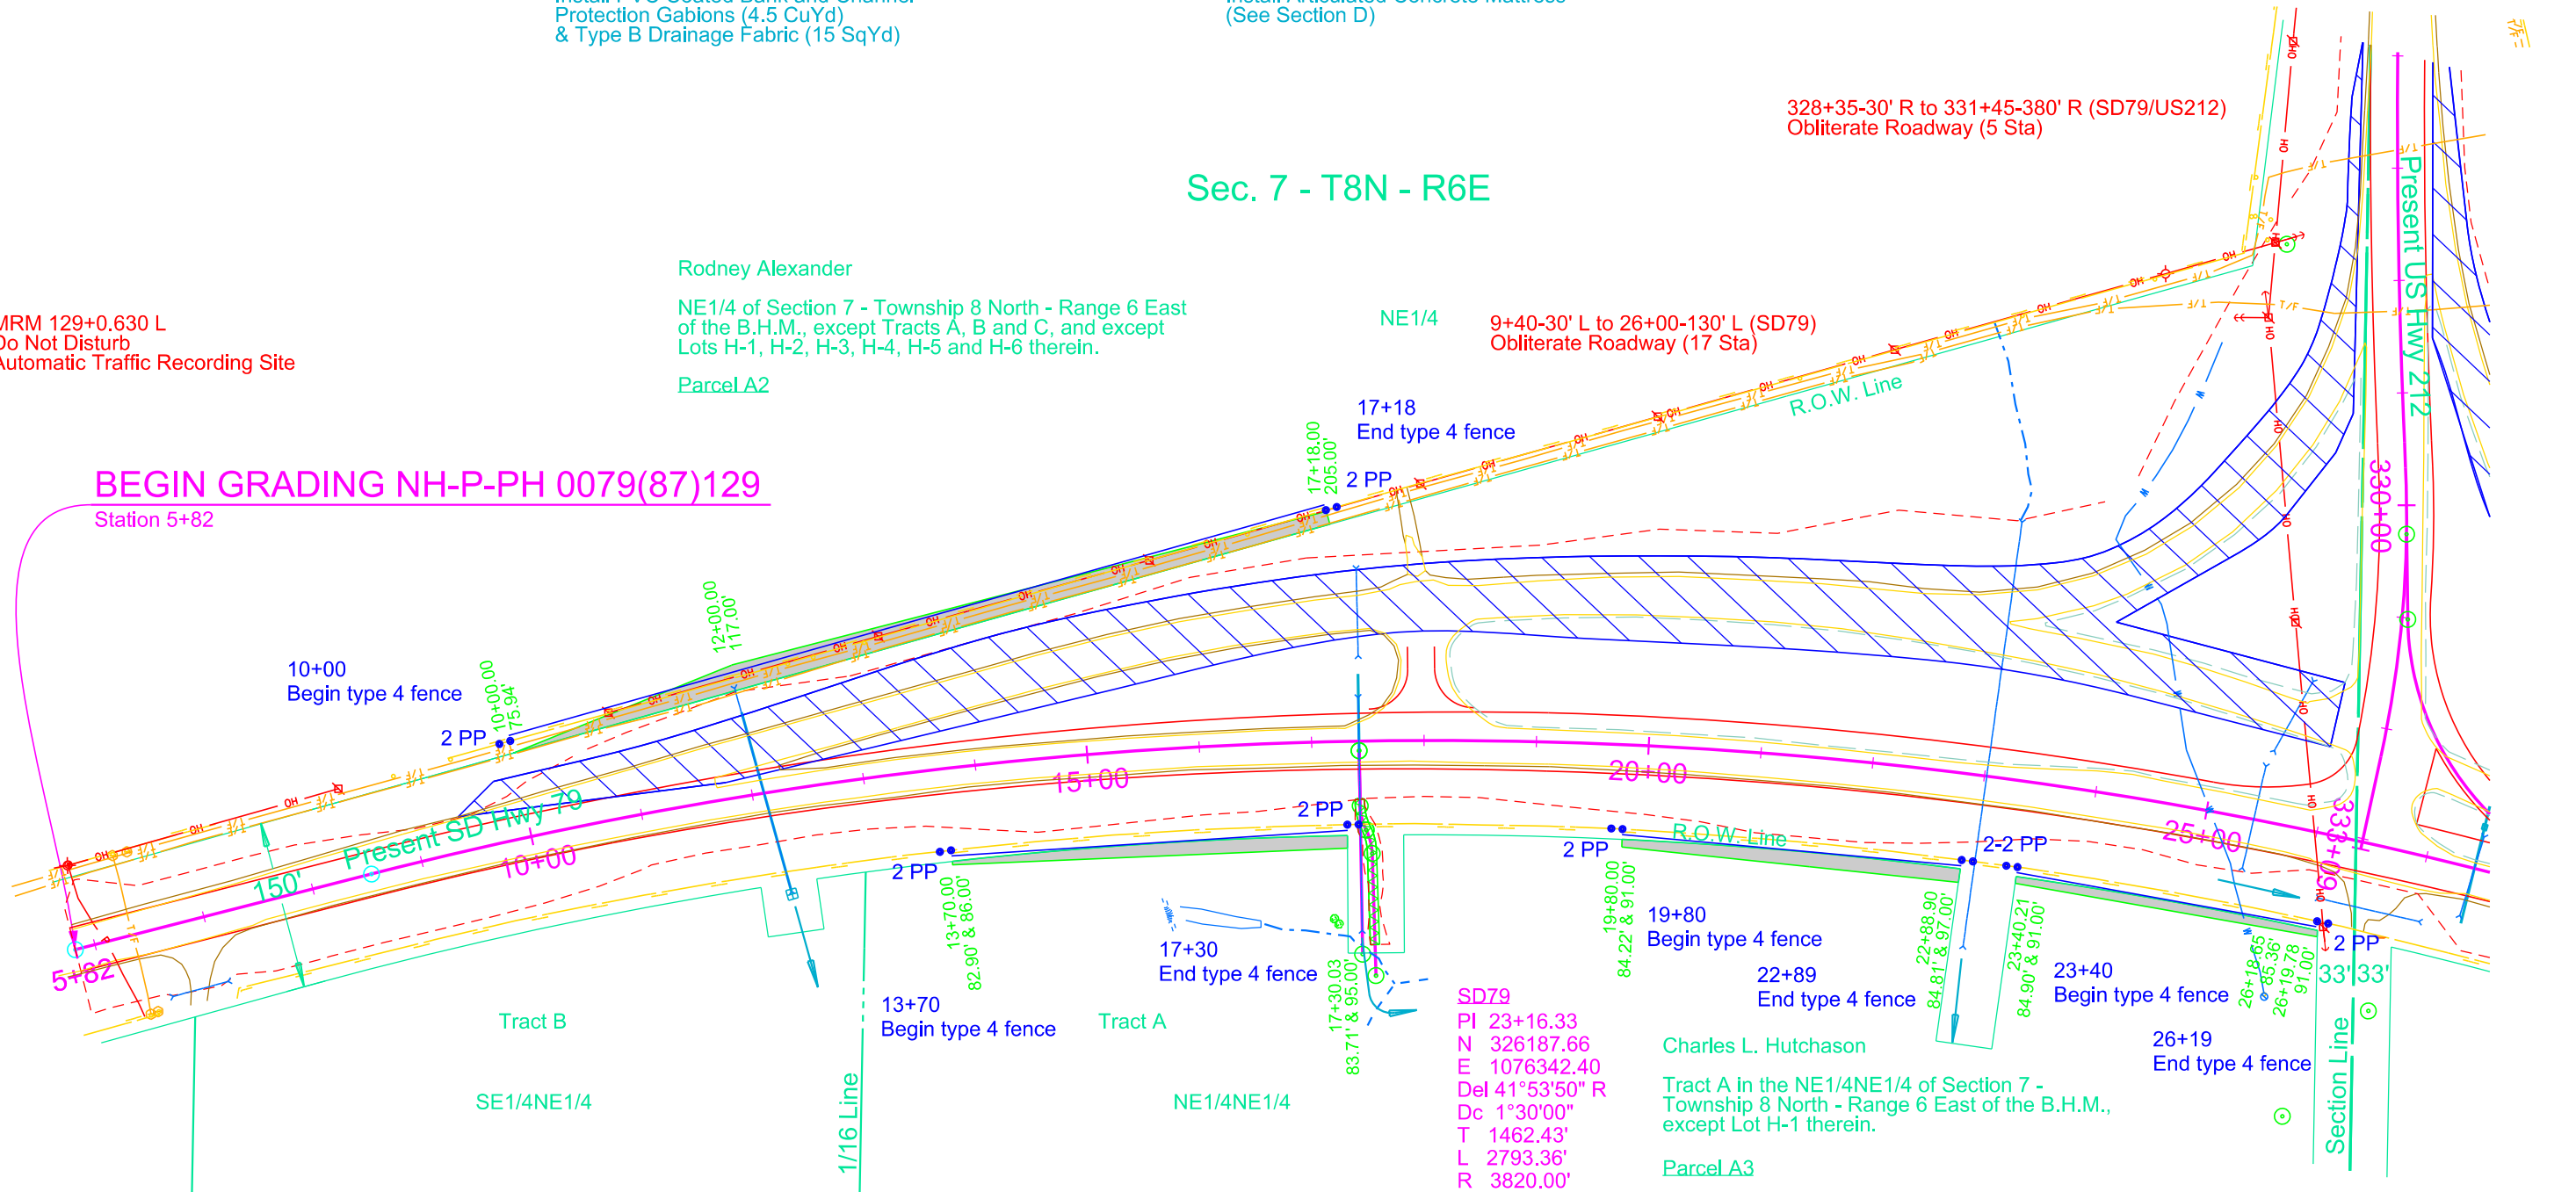 Protection Gabions (4.5 CuYd)
& Type B Drainage Fabric (15 SqYd)
Install Articulated Concrete Mattress
(See Section D)
328+35-30' R to 331+45-380' R (SD79/US212)
Obliterate Roadway (5 Sta)
Sec. 7 - T8N - R6E
Rodney Alexander
NE1/4 of Section 7 - Township 8 North - Range 6 East
of the B.H.M., except Tracts A, B and C, and except
Lots H-1, H-2, H-3, H-4, H-5 and H-6 therein.
Parcel A2
NE1/4
MRM 129+0.630 L
Do Not Disturb
Automatic Traffic Recording Site
9+40-30' L to 26+00-130' L (SD79)
Obliterate Roadway (17 Sta)
R.O.W. Line
Present US Hwy 212
330+00
17+18
End type 4 fence
17+18.00
205.00'
2 PP
BEGIN GRADING NH-P-PH 0079(87)129
Station 5+82
12+00.00
117.00'
10+00
Begin type 4 fence
10+00.00
75.94'
2 PP
15+00
20+00
25+00
333+09
Present SD Hwy 79
10+00
150'
5+82
2 PP
2 PP
2 PP
R.O.W. Line
2-2 PP
2 PP
13+70.00
82.90' & 86.00'
13+70
Begin type 4 fence
17+30
End type 4 fence
17+30.03
83.71' & 95.00'
19+80.00
84.22' & 91.00'
19+80
Begin type 4 fence
22+88.90
84.81' & 97.00'
22+89
End type 4 fence
23+40.21
84.90' & 91.00'
23+40
Begin type 4 fence
26+18.65
85.36'
26+19.78
91.00'
26+19
End type 4 fence
33' 33'
Section Line
Tract B
Tract A
SE1/4NE1/4
1/16 Line
NE1/4NE1/4
SD79
PI 23+16.33
N 326187.66
E 1076342.40
Del 41°53'50" R
Dc 1°30'00"
T 1462.43'
L 2793.36'
R 3820.00'
Charles L. Hutchason
Tract A in the NE1/4NE1/4 of Section 7 -
Township 8 North - Range 6 East of the B.H.M.,
except Lot H-1 therein.
Parcel A3